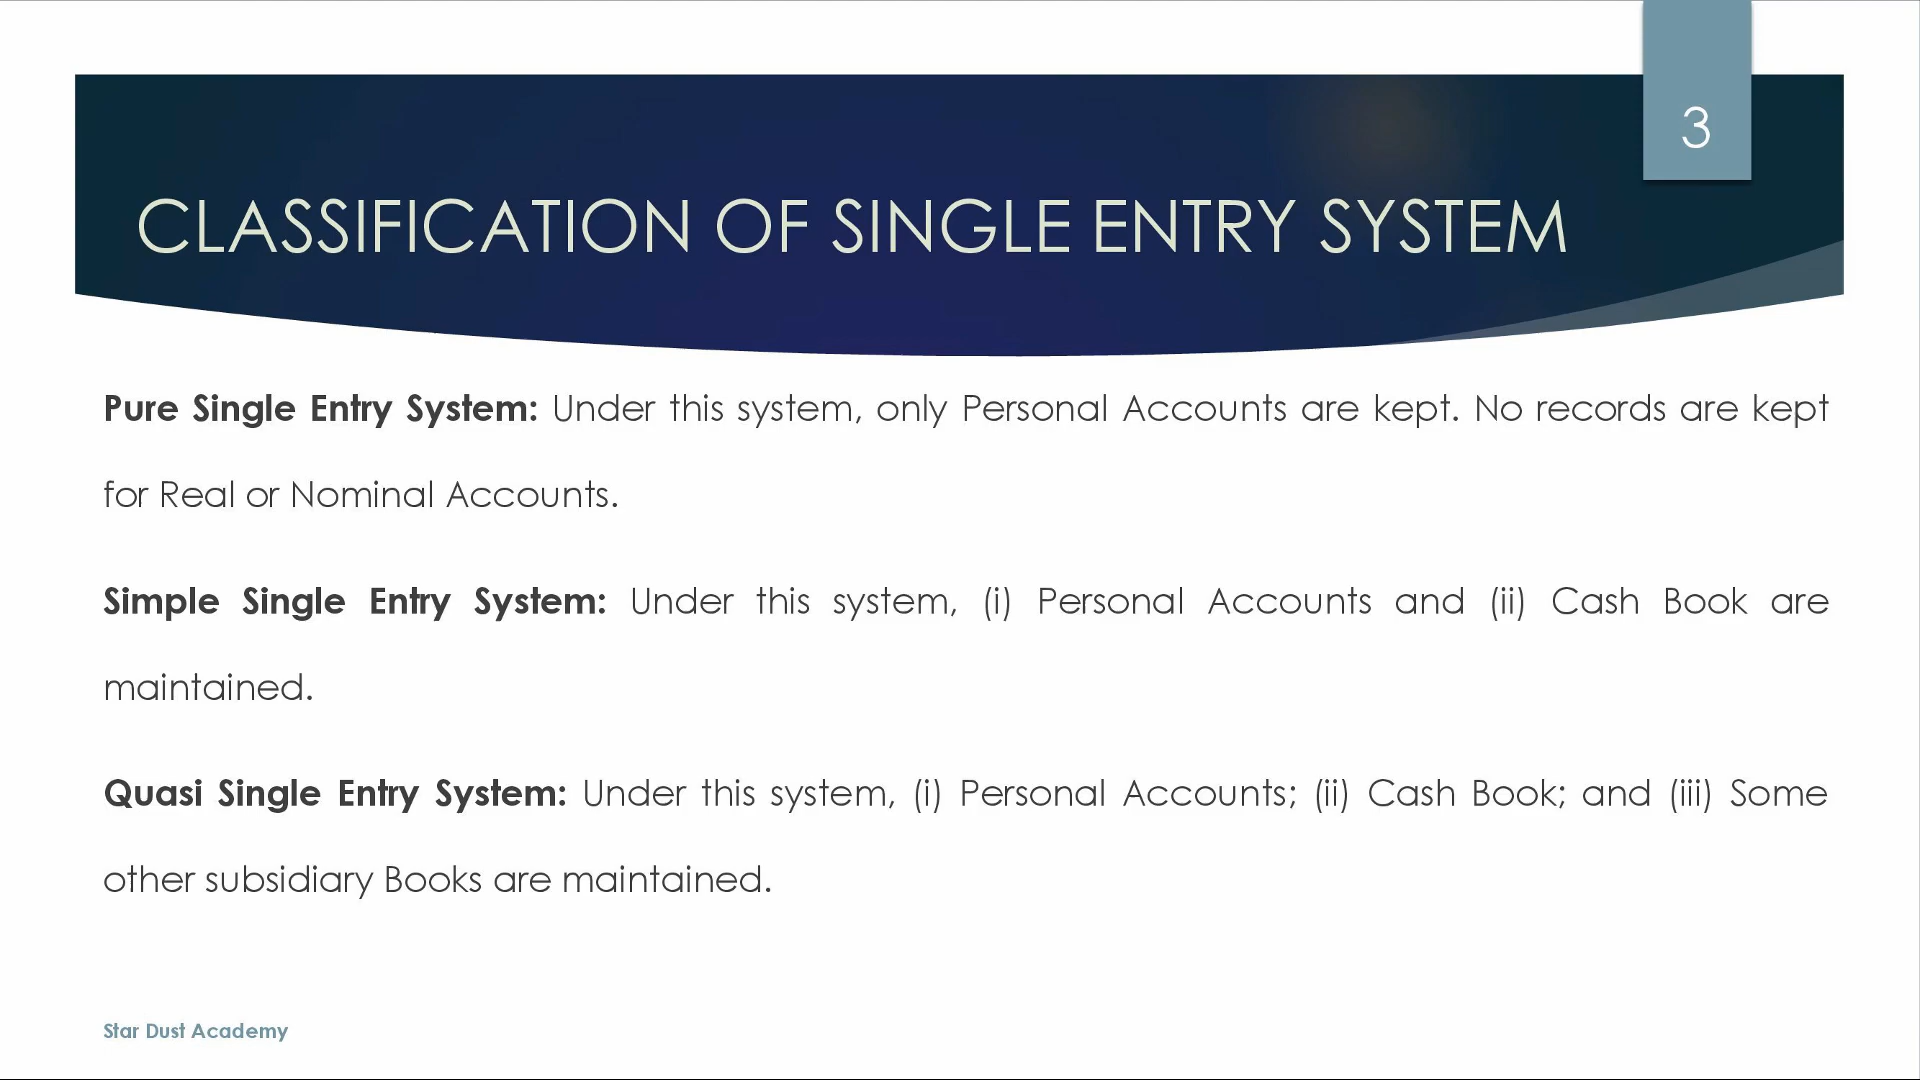 3
CLASSIFICATION OF SINGLE ENTRY SYSTEM
Pure Single Entry System: Under this system, only Personal Accounts are kept. No records are kept
for Real or Nominal Accounts.
Simple Single Entry System: Under this system, (i) Personal Accounts and (ii) Cash Book are
maintained.
Quasi Single Entry System: Under this system, (i) Personal Accounts; (ii) Cash Book; and (iii) Some
other subsidiary Books are maintained.
Star Dust Academy